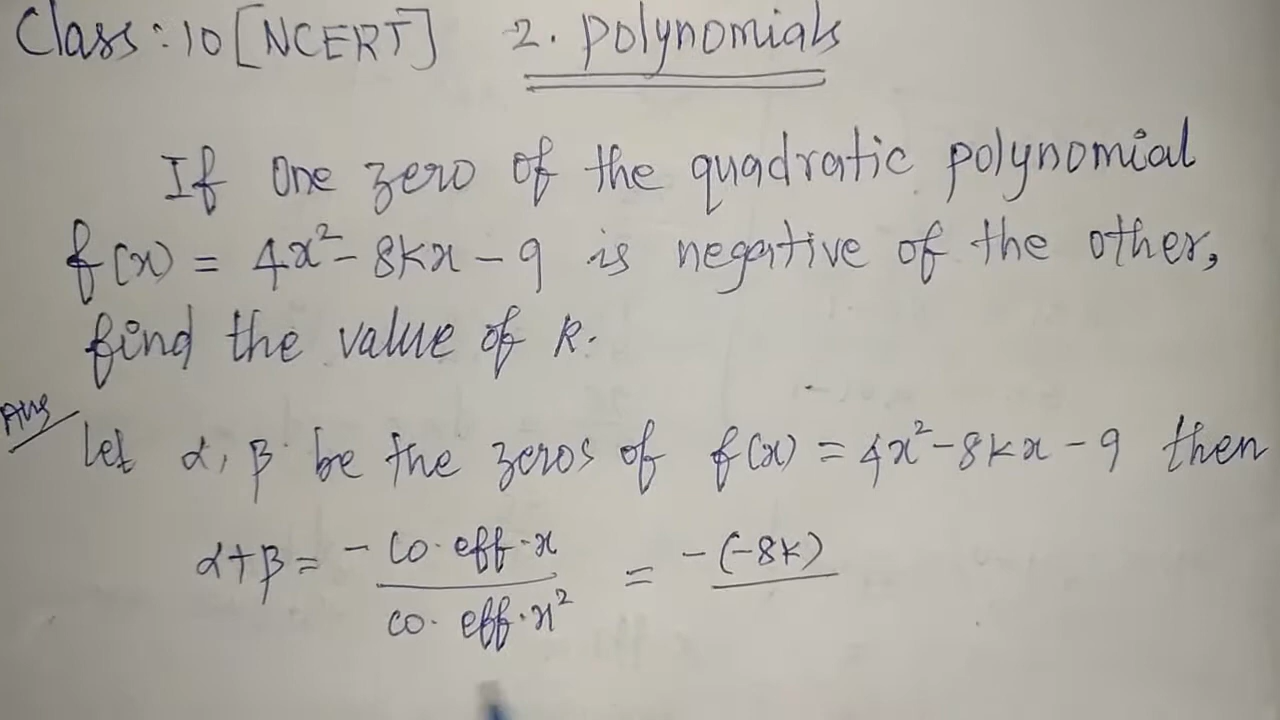 Class: 10 [NCERT] 2. Polynomials
If one zero of the quadratic polynomial
f(x) = 4x² - 8kx - 9 is negative of the other,
find the value of k.
Ans
Let α, β be the zeros of f(x) = 4x² - 8kx - 9 then
α+β = - co.eff.x / co.eff.x² = -(-8k)